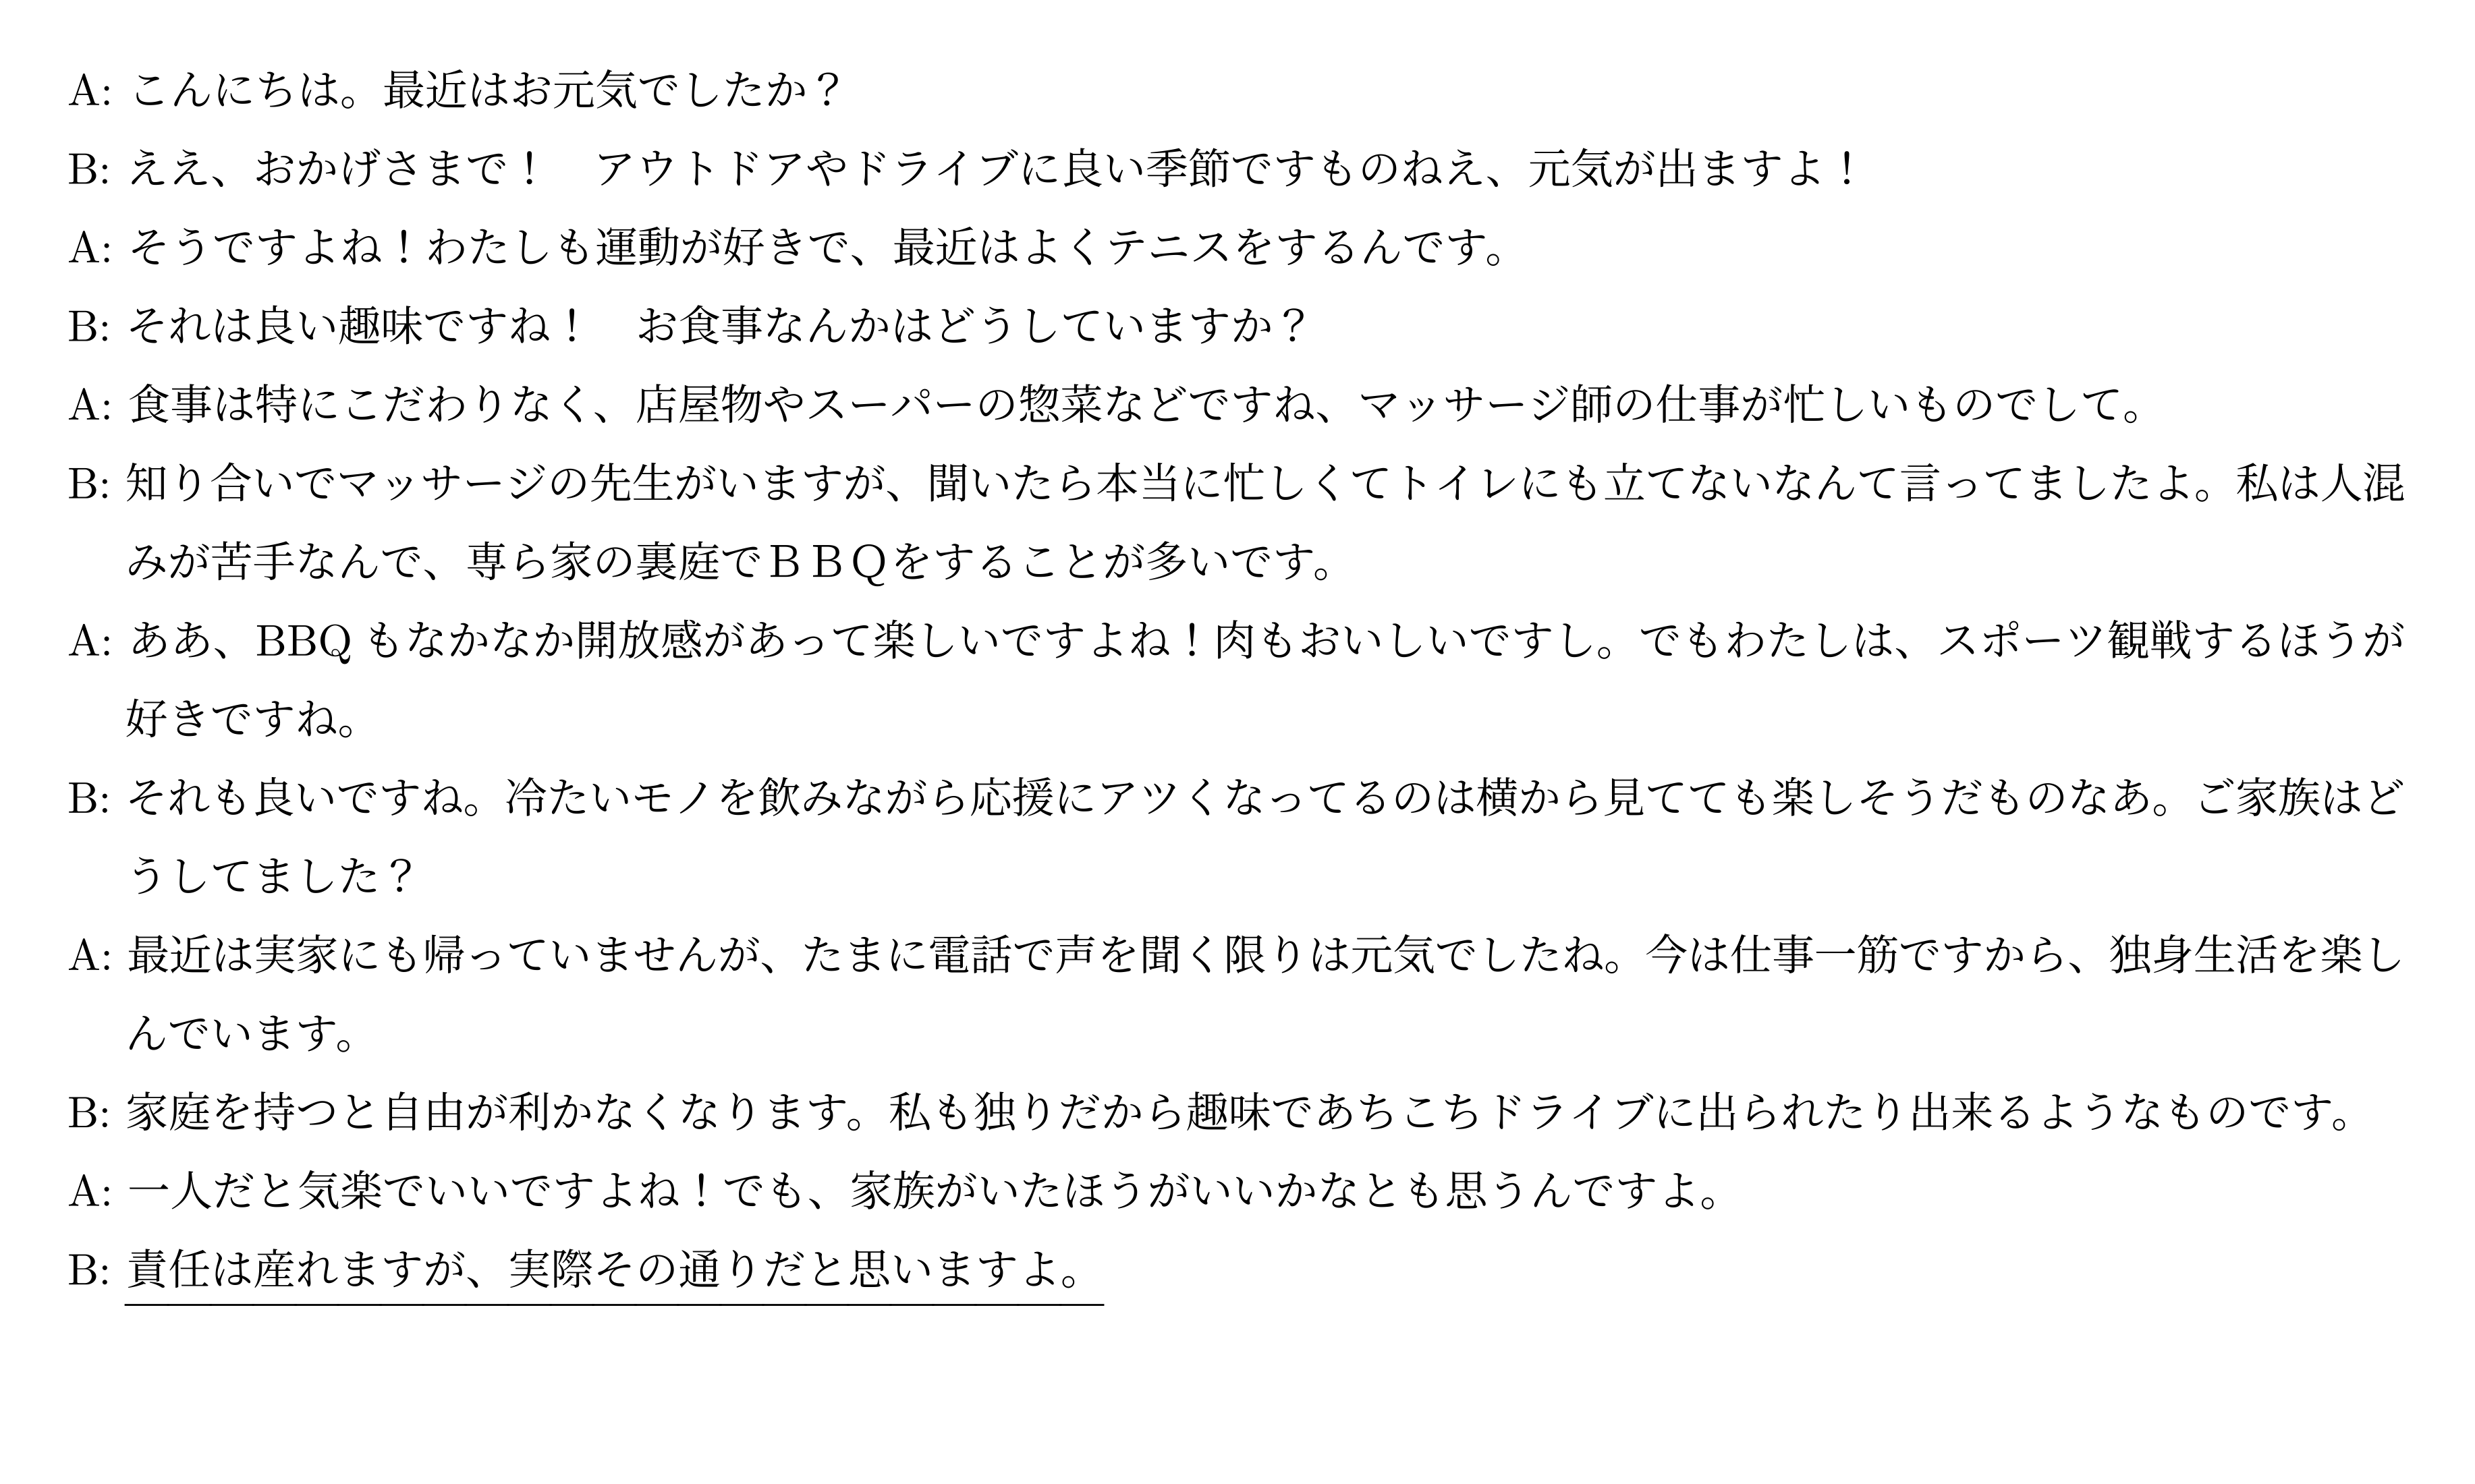 A: こんにちは。最近はお元気でしたか？
B: ええ、おかげさまで！　アウトドアやドライブに良い季節ですものねえ、元気が出ますよ！
A: そうですよね！わたしも運動が好きで、最近はよくテニスをするんです。
B: それは良い趣味ですね！　お食事なんかはどうしていますか？
A: 食事は特にこだわりなく、店屋物やスーパーの惣菜などですね、マッサージ師の仕事が忙しいものでして。
B: 知り合いでマッサージの先生がいますが、聞いたら本当に忙しくてトイレにも立てないなんて言ってましたよ。私は人混
みが苦手なんで、専ら家の裏庭でＢＢＱをすることが多いです。
A: ああ、BBQ もなかなか開放感があって楽しいですよね！肉もおいしいですし。でもわたしは、スポーツ観戦するほうが
好きですね。
B: それも良いですね。冷たいモノを飲みながら応援にアツくなってるのは横から見てても楽しそうだものなあ。ご家族はど
うしてました？
A: 最近は実家にも帰っていませんが、たまに電話で声を聞く限りは元気でしたね。今は仕事一筋ですから、独身生活を楽し
んでいます。
B: 家庭を持つと自由が利かなくなります。私も独りだから趣味であちこちドライブに出られたり出来るようなものです。
A: 一人だと気楽でいいですよね！でも、家族がいたほうがいいかなとも思うんですよ。
B: 責任は産れますが、実際その通りだと思いますよ。